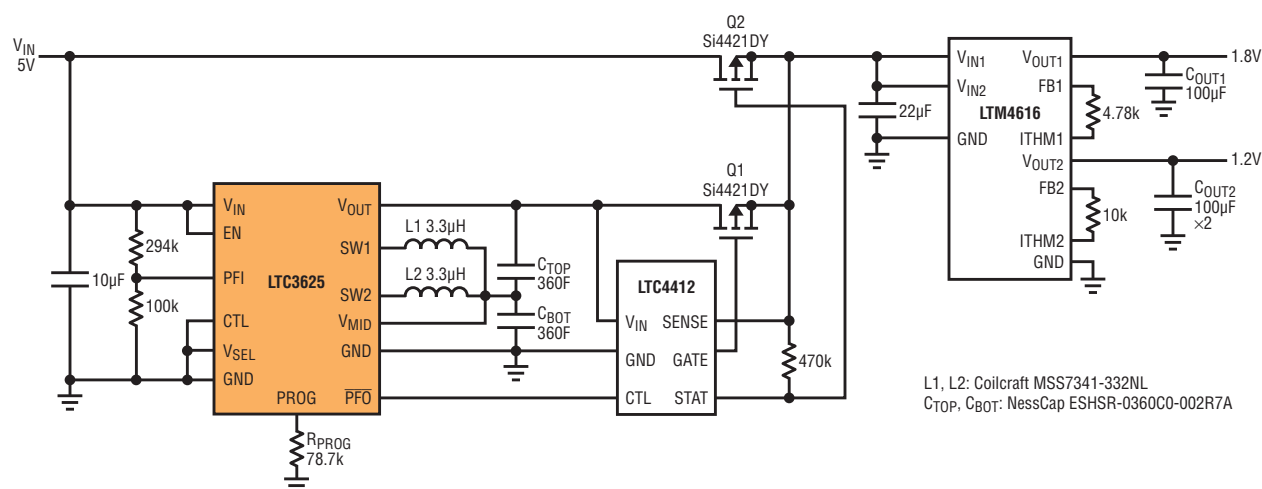 VIN
5V
Q2
Si4421DY
VIN1
VIN2
GND
LTM4616
VOUT1
FB1
ITHM1
VOUT2
FB2
ITHM2
GND
22µF
4.78k
10k
COUT1
100µF
1.8V
1.2V
COUT2
100µF
×2
Q1
Si4421DY
VIN
EN
PFI
CTL
VSEL
GND
LTC3625
VOUT
SW1
SW2
VMID
GND
PROG
PFO
10µF
294k
100k
L1 3.3µH
L2 3.3µH
CTOP
360F
CBOT
360F
LTC4412
VIN
SENSE
GND
GATE
CTL
STAT
470k
RPROG
78.7k
L1, L2: Coilcraft MSS7341-332NL
CTOP, CBOT: NessCap ESHSR-0360C0-002R7A